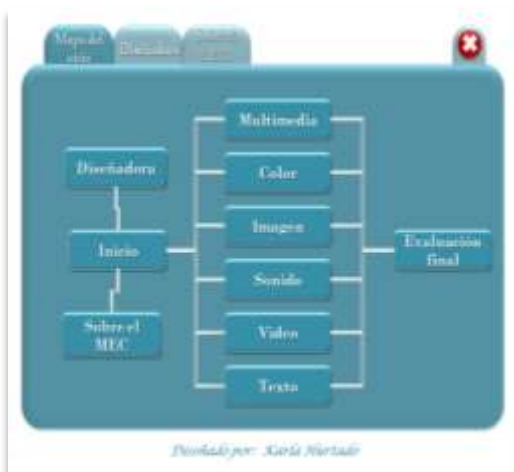 Mapa del
sitio
Diseñadora
Multimedia
Diseñadora
Color
Imagen
Inicio
Evaluación
final
Sonido
Sobre el
MEC
Video
Texto
Diseñado por: Karla Hurtado